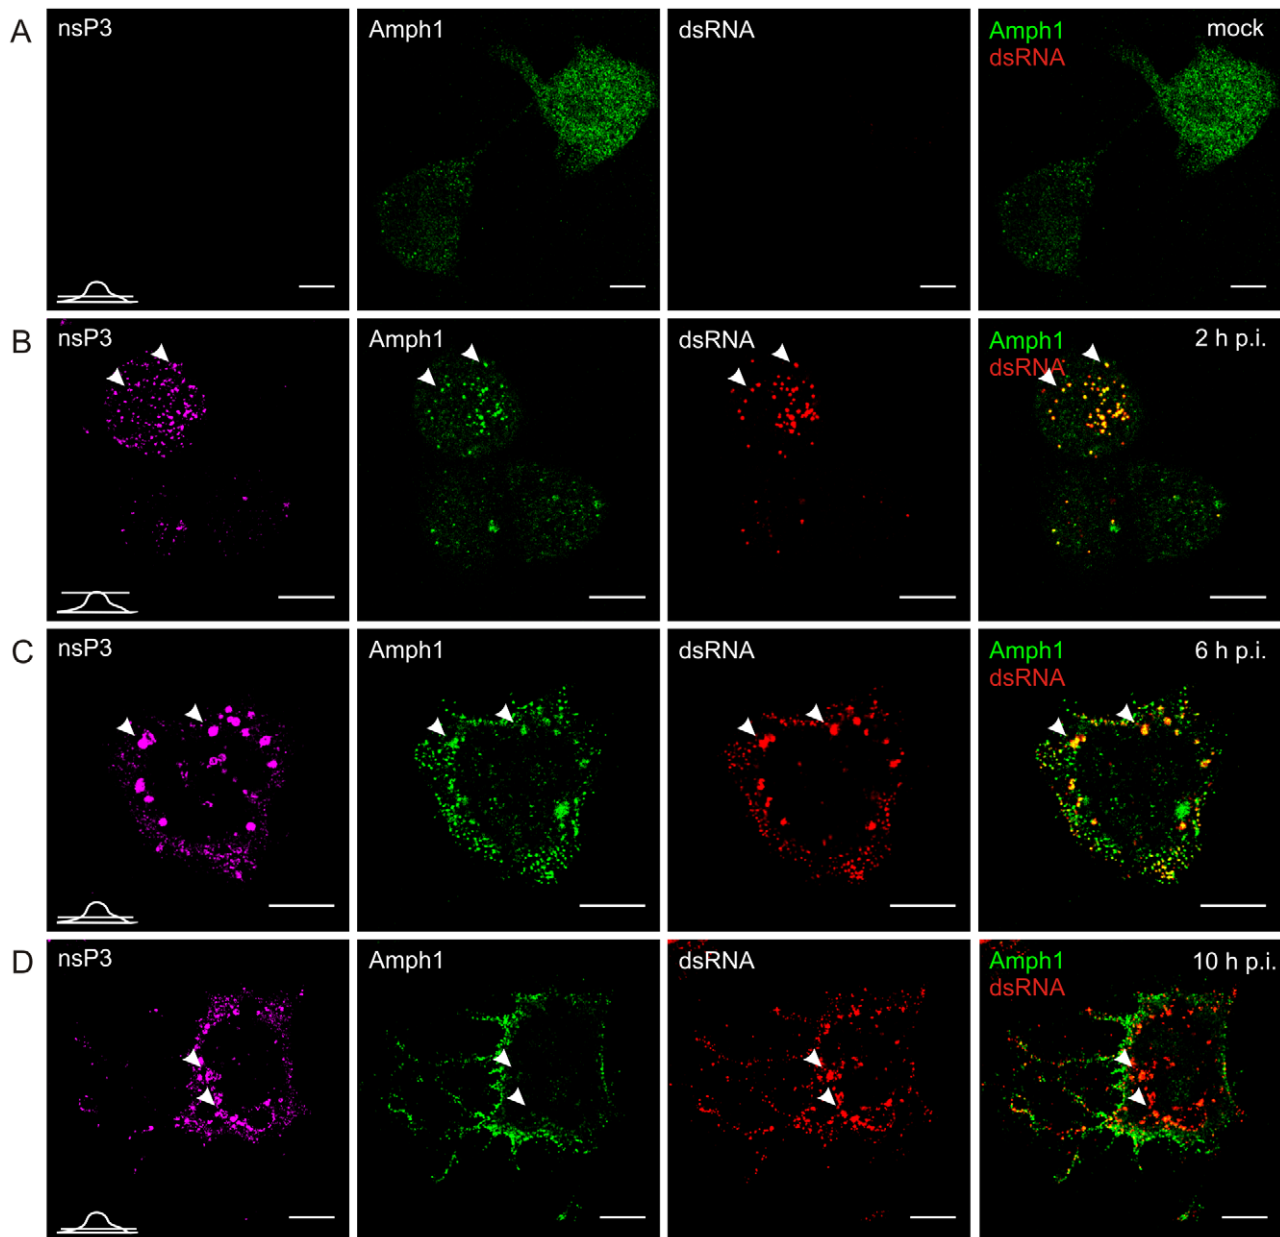 A
nsP3
Amph1
dsRNA
Amph1
dsRNA
mock
B
nsP3
Amph1
dsRNA
Amph1
dsRNA
2 h p.i.
C
nsP3
Amph1
dsRNA
Amph1
dsRNA
6 h p.i.
D
nsP3
Amph1
dsRNA
Amph1
dsRNA
10 h p.i.